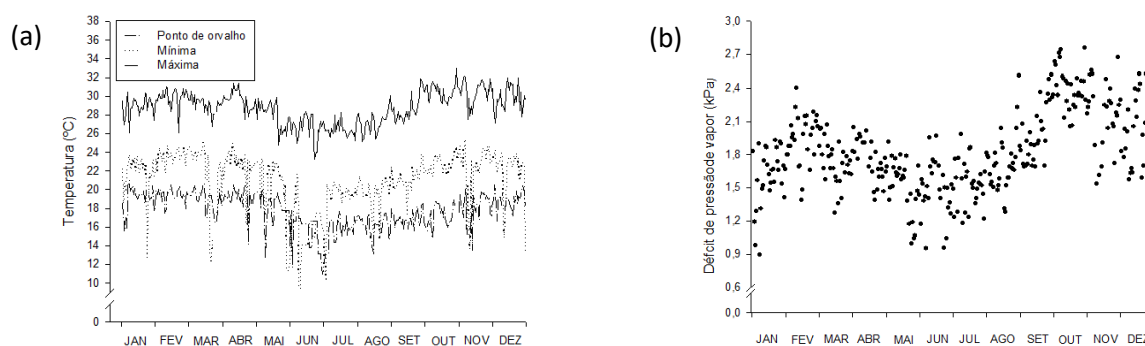 (a)
38
36
34
32
30
28
26
24
22
20
18
16
14
12
10
0
Temperatura (ºC)
Ponto de orvalho
Mínima
Máxima
JAN FEV MAR ABR MAI JUN JUL AGO SET OUT NOV DEZ
(b)
3,0
2,7
2,4
2,1
1,8
1,5
1,2
0,9
0,6
0,0
Défcit de pressãode vapor (kPa)
JAN FEV MAR ABR MAI JUN JUL AGO SET OUT NOV DEZ